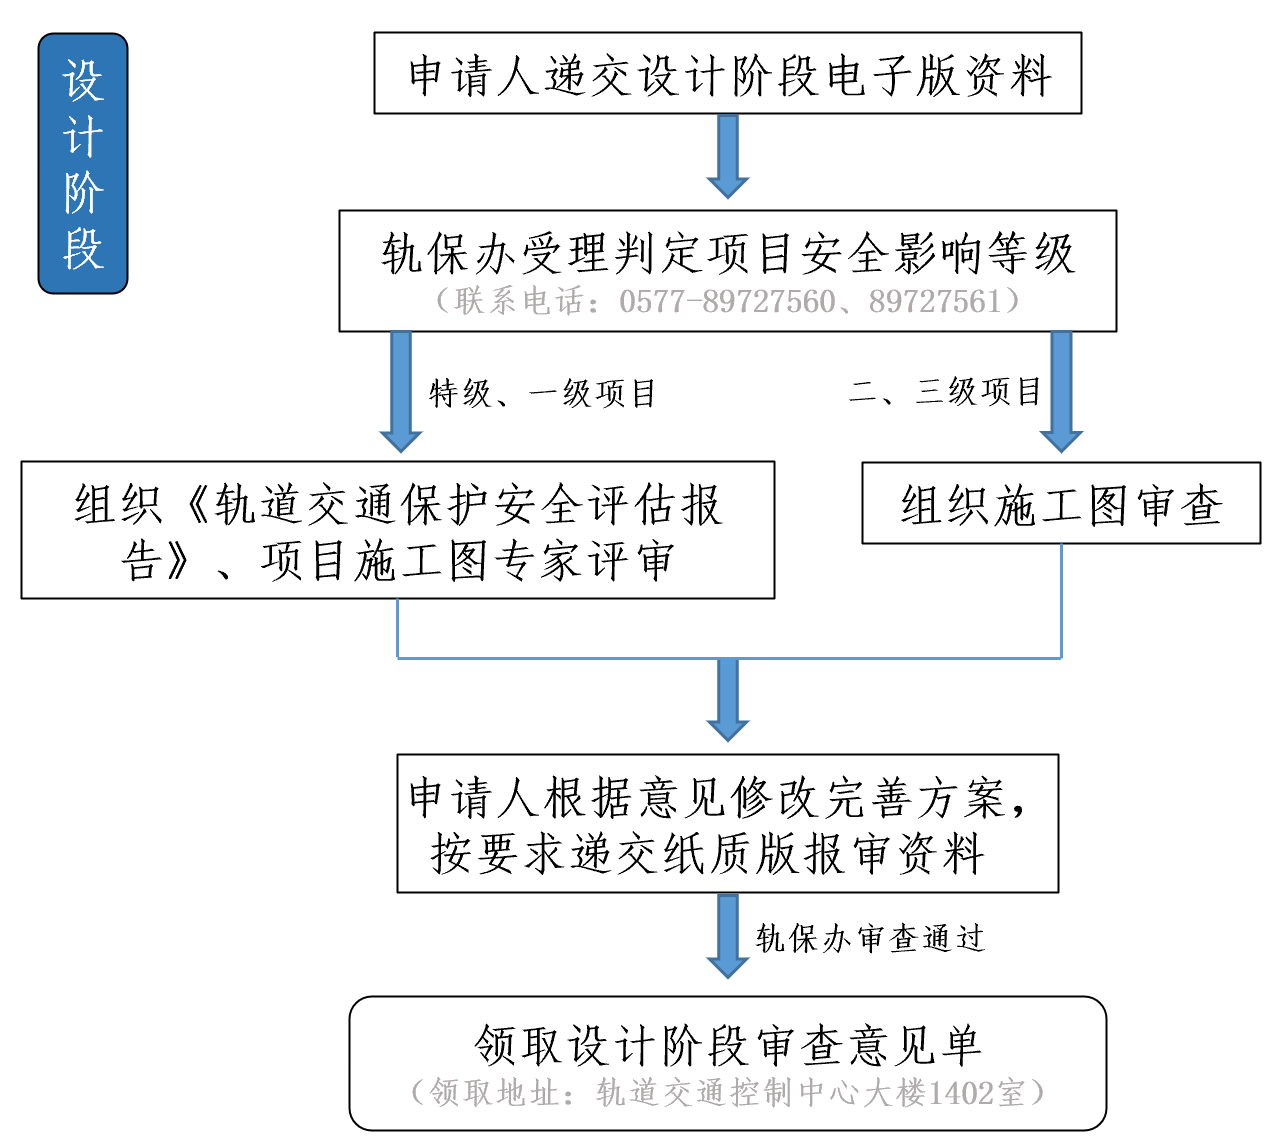 设计阶段
申请人递交设计阶段电子版资料
轨保办受理判定项目安全影响等级
（联系电话：0577-89727560、89727561）
特级、一级项目
二、三级项目
组织《轨道交通保护安全评估报
告》、项目施工图专家评审
组织施工图审查
申请人根据意见修改完善方案，
按要求递交纸质版报审资料
轨保办审查通过
领取设计阶段审查意见单
（领取地址：轨道交通控制中心大楼1402室）